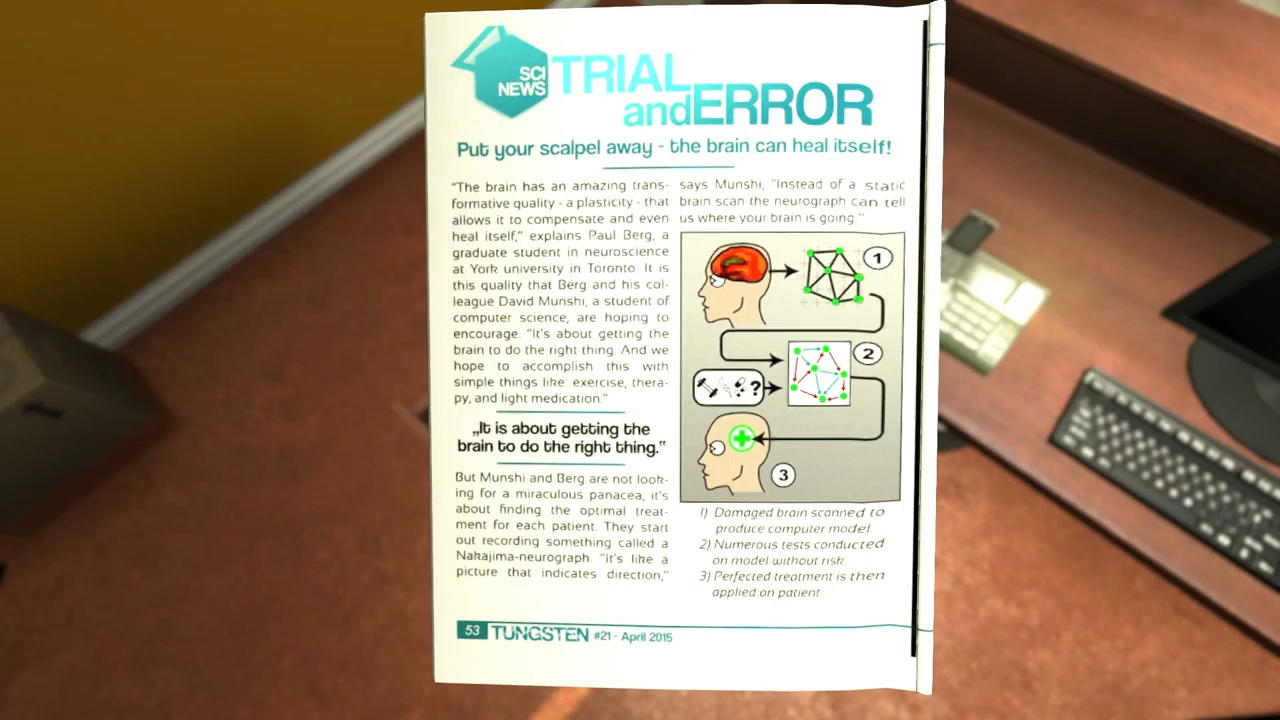 SCI
NEWS
TRIAL
and ERROR
Put your scalpel away - the brain can heal itself!
"The brain has an amazing trans-
formative quality - a plasticity - that
allows it to compensate and even
heal itself," explains Paul Berg, a
graduate student in neuroscience
at York university in Toronto. It is
this quality that Berg and his col-
league David Munshi, a student of
computer science, are hoping to
encourage. "It's about getting the
brain to do the right thing. And we
hope to accomplish this with
simple things like: exercise, thera-
py, and light medication."
„It is about getting the
brain to do the right thing."
But Munshi and Berg are not look-
ing for a miraculous panacea, it's
about finding the optimal treat-
ment for each patient. They start
out recording something called a
Nakajima-neurograph. "It's like a
picture that indicates direction,"
says Munshi, "Instead of a static
brain scan the neurograph can tell
us where your brain is going."
1
2
?
3
1) Damaged brain scanned to
produce computer model.
2) Numerous tests conducted
on model without risk
3) Perfected treatment is then
applied on patient
53 TUNGSTEN #21 - April 2015